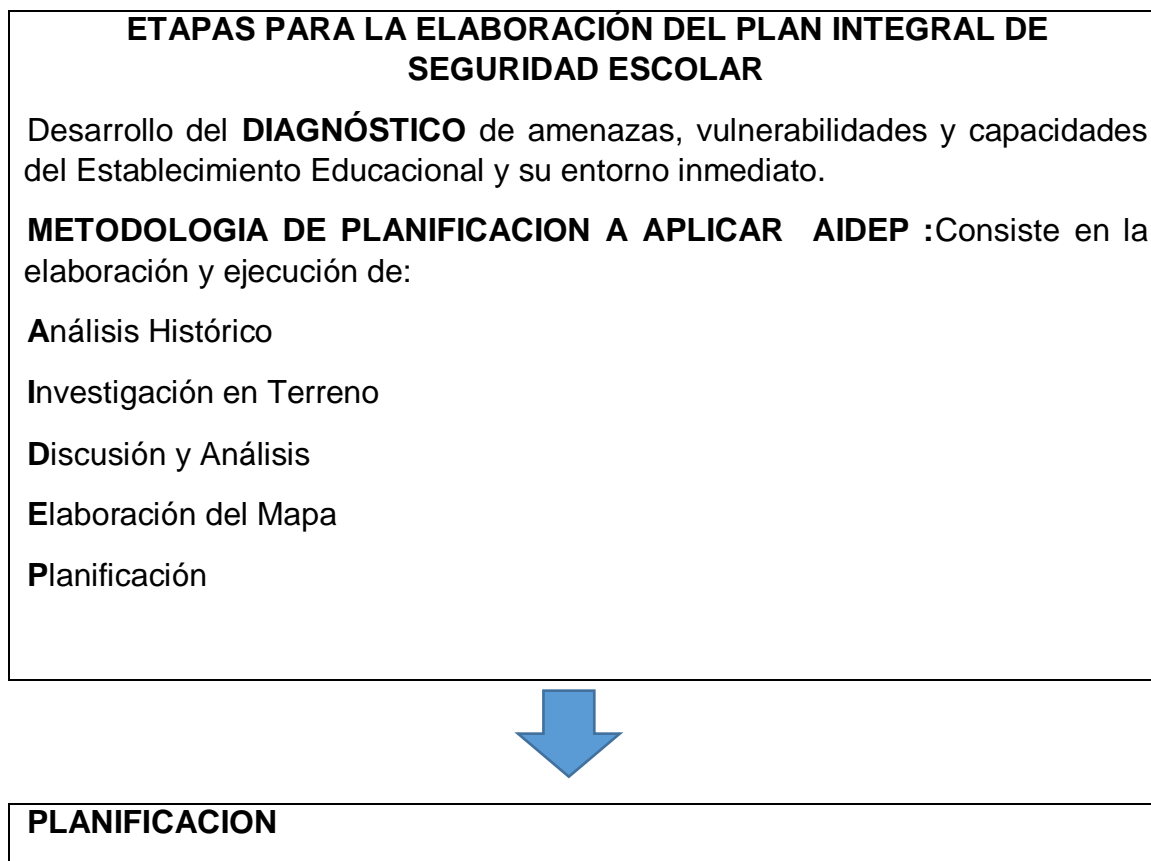 ETAPAS PARA LA ELABORACIÓN DEL PLAN INTEGRAL DE
SEGURIDAD ESCOLAR
Desarrollo del DIAGNÓSTICO de amenazas, vulnerabilidades y capacidades
del Establecimiento Educacional y su entorno inmediato.
METODOLOGIA DE PLANIFICACION A APLICAR AIDEP :Consiste en la
elaboración y ejecución de:
Análisis Histórico
Investigación en Terreno
Discusión y Análisis
Elaboración del Mapa
Planificación
PLANIFICACION